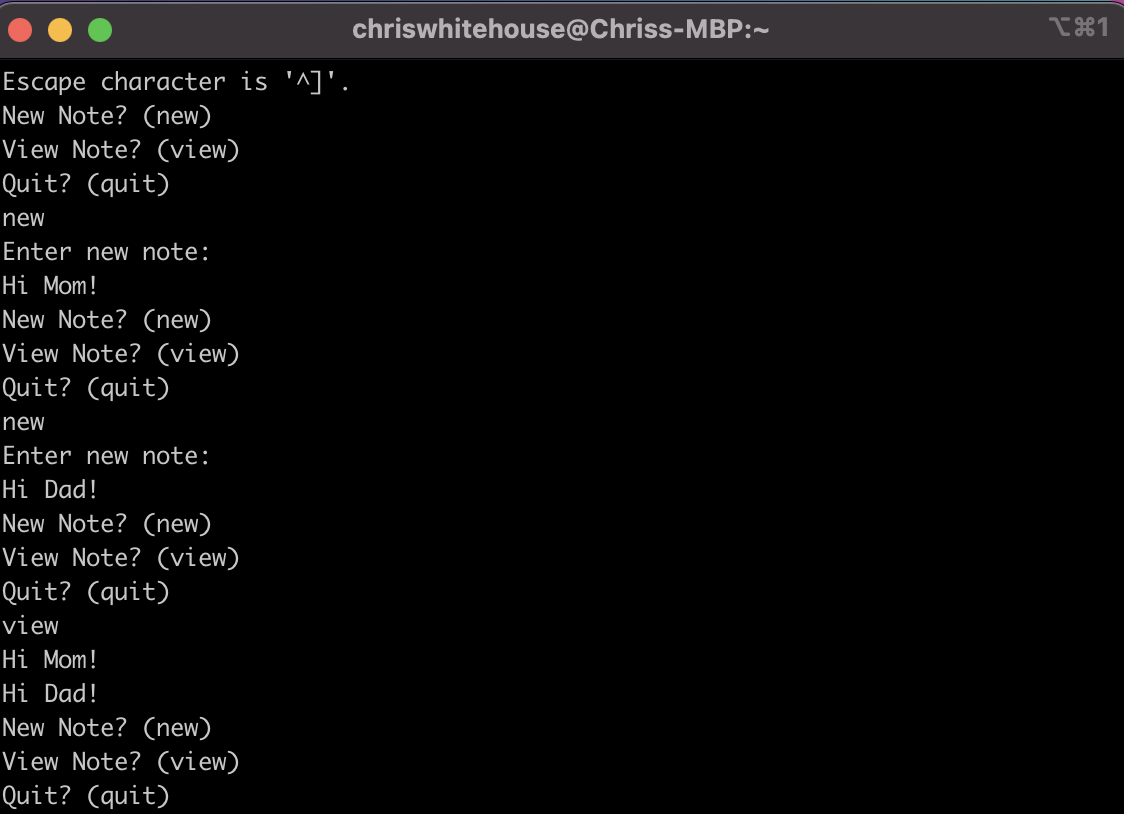 chriswhitehouse@Chriss-MBP:~ ⌥⌘1
Escape character is '^]'.
New Note? (new)
View Note? (view)
Quit? (quit)
new
Enter new note:
Hi Mom!
New Note? (new)
View Note? (view)
Quit? (quit)
new
Enter new note:
Hi Dad!
New Note? (new)
View Note? (view)
Quit? (quit)
view
Hi Mom!
Hi Dad!
New Note? (new)
View Note? (view)
Quit? (quit)